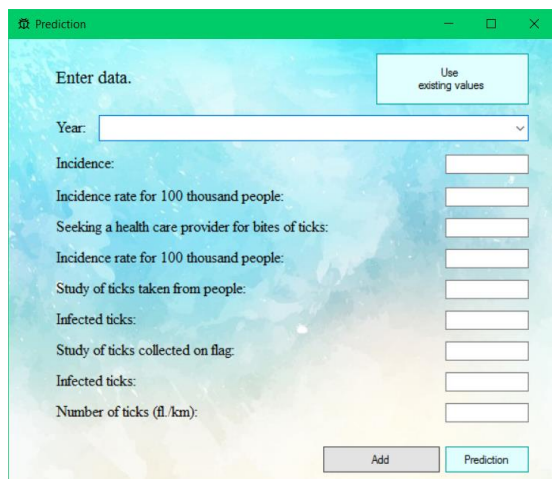 Prediction
Enter data.
Use
existing values
Year:
Incidence:
Incidence rate for 100 thousand people:
Seeking a health care provider for bites of ticks:
Incidence rate for 100 thousand people:
Study of ticks taken from people:
Infected ticks:
Study of ticks collected on flag:
Infected ticks:
Number of ticks (fl./km):
Add
Prediction